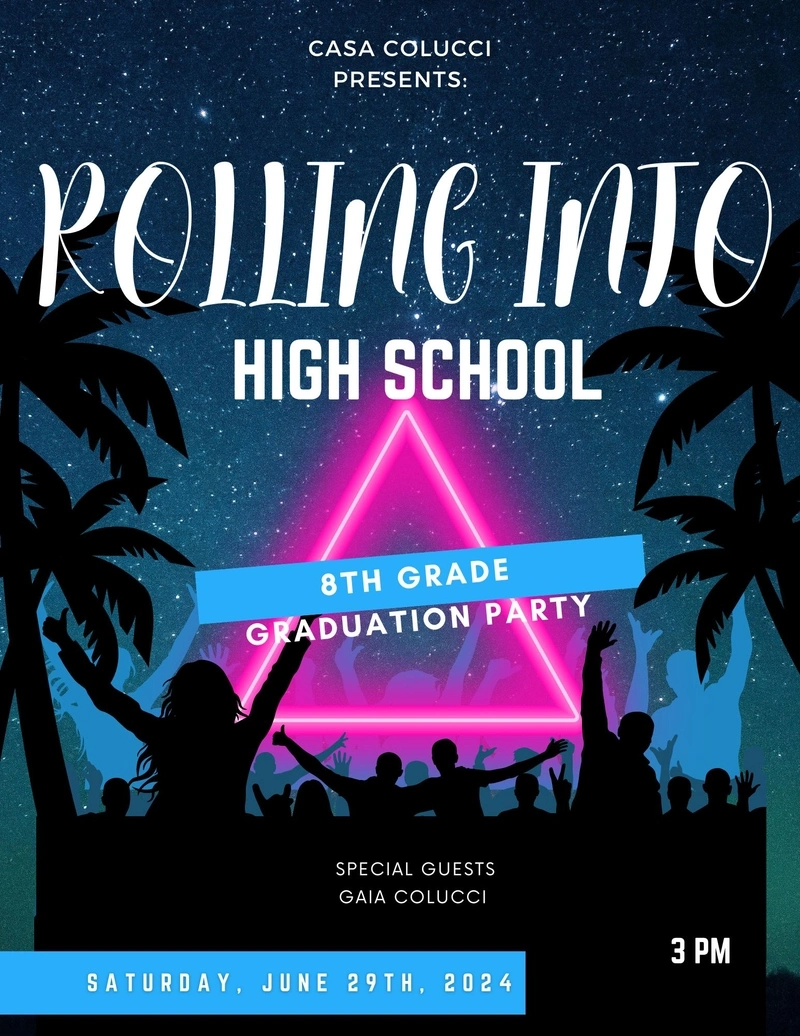 CASA COLUCCI
PRESENTS:
ROLLING INTO
HIGH SCHOOL
8TH GRADE
GRADUATION PARTY
SPECIAL GUESTS
GAIA COLUCCI
3 PM
SATURDAY, JUNE 29TH, 2024